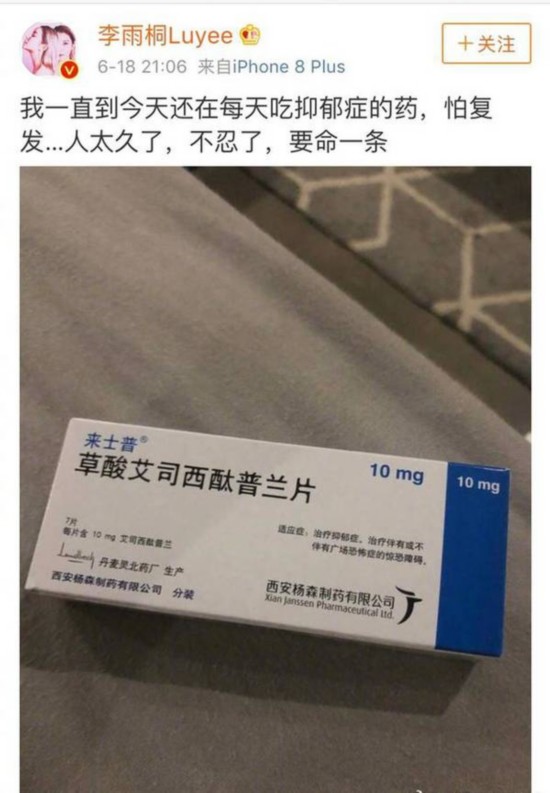 李雨桐Luyee
6-18 21:06 来自iPhone 8 Plus
+关注
我一直到今天还在每天吃抑郁症的药，怕复
发...人太久了，不忍了，要命一条
来士普®
草酸艾司西酞普兰片
10 mg
10 mg
7片
每片含 10 mg 艾司西酞普兰
适应症：治疗抑郁症。治疗伴有或不
伴有广场恐怖症的惊恐障碍。
Lundbeck 丹麦灵北药厂 生产
西安杨森制药有限公司 分装
西安杨森制药有限公司
Xian Janssen Pharmaceutical Ltd.